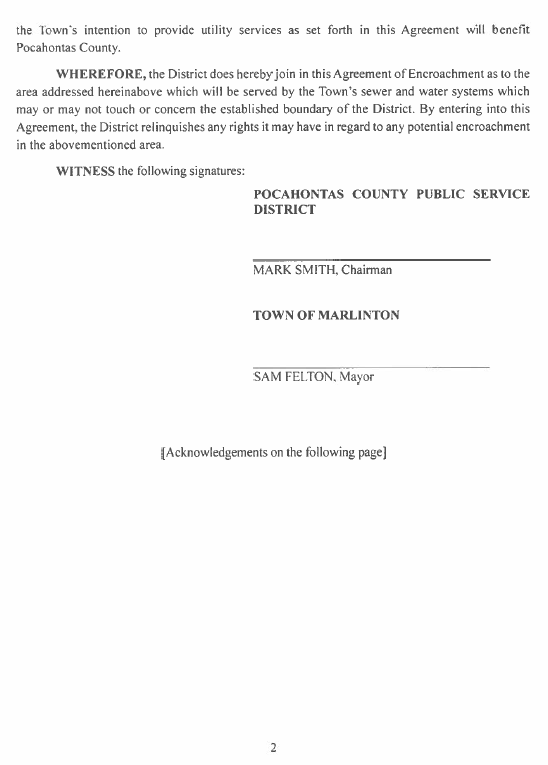 the Town's intention to provide utility services as set forth in this Agreement will benefit
Pocahontas County.
WHEREFORE, the District does hereby join in this Agreement of Encroachment as to the
area addressed hereinabove which will be served by the Town's sewer and water systems which
may or may not touch or concern the established boundary of the District. By entering into this
Agreement, the District relinquishes any rights it may have in regard to any potential encroachment
in the abovementioned area.
WITNESS the following signatures:
POCAHONTAS COUNTY PUBLIC SERVICE
DISTRICT
MARK SMITH, Chairman
TOWN OF MARLINTON
SAM FELTON, Mayor
[Acknowledgements on the following page]
2